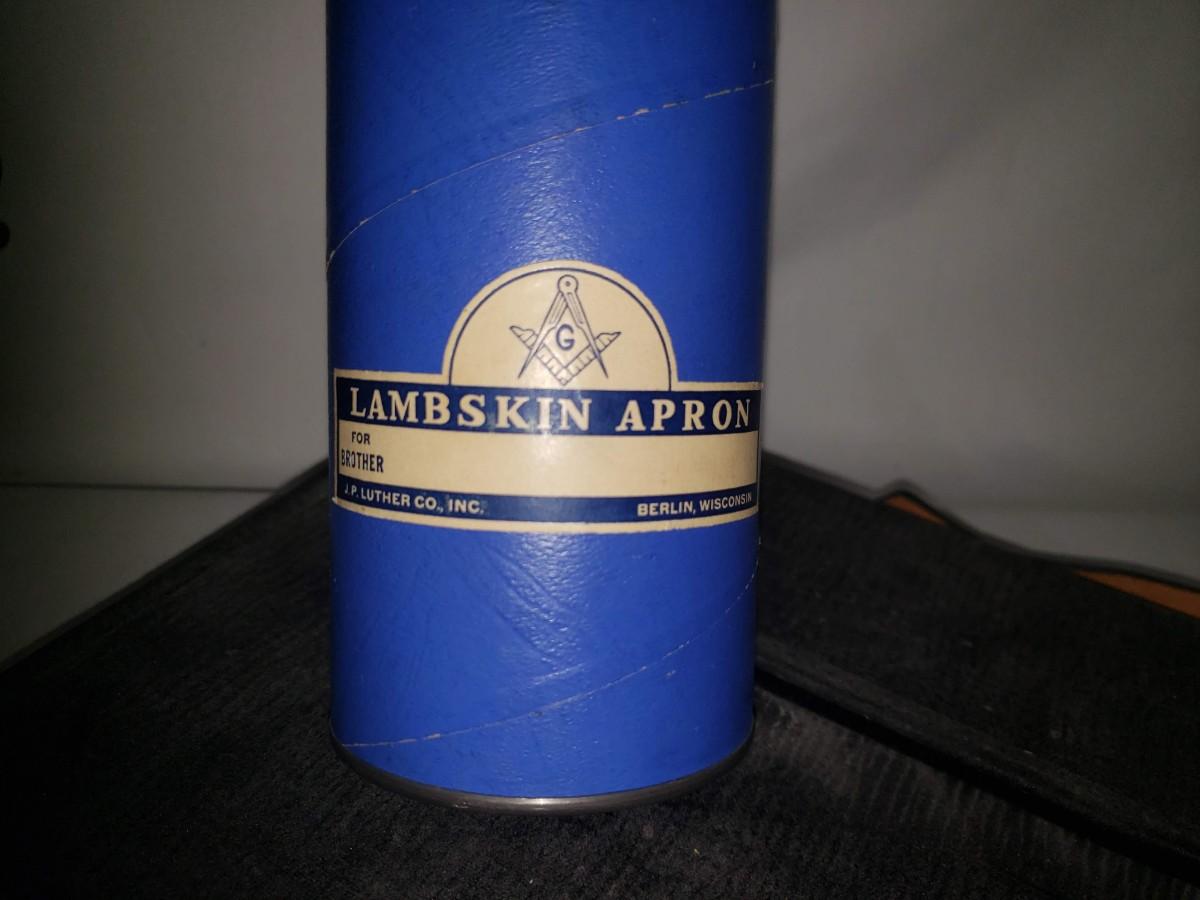 G
LAMBSKIN APRON
FOR
BROTHER
J.P. LUTHER CO., INC. BERLIN, WISCONSIN